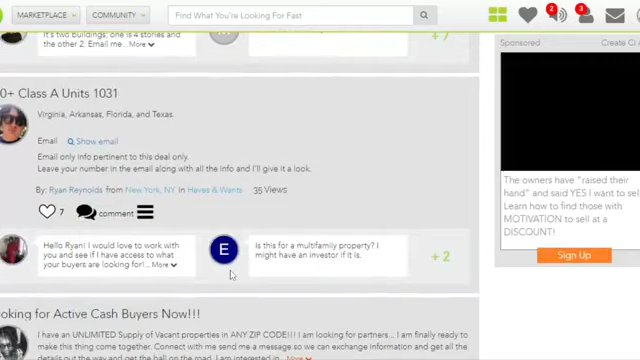 MARKETPLACE
COMMUNITY
Find What You're Looking For Fast
2
3
It's two buildings; one is 4 stories and
the other 2. Email me... More
+7
Sponsored
Create
0+ Class A Units 1031
Virginia, Arkansas, Florida, and Texas.
Email
Show email
Email only info pertinent to this deal only.
Leave your number in the email along with all the info and I'll give it a look.
By: Ryan Reynolds from New York, NY in Haves & Wants 35 Views
7
comment
Hello Ryan! I would love to work with
you and see if I have access to what
your buyers are looking for!... More
E
Is this for a multifamily property? I
might have an investor if it is.
+2
The owners have "raised their
hand" and said YES I want to sel
Learn how to find those with
MOTIVATION to sell at a
DISCOUNT!
Sign Up
oking for Active Cash Buyers Now!!!
I have an UNLIMITED Supply of Vacant properties in ANY ZIP CODE!!! I am looking for partners... I am finally ready to
make this thing come together. Connect with me send me a message so we can exchange information and get all the
details out the way and get the ball on the road. I am interested in... More